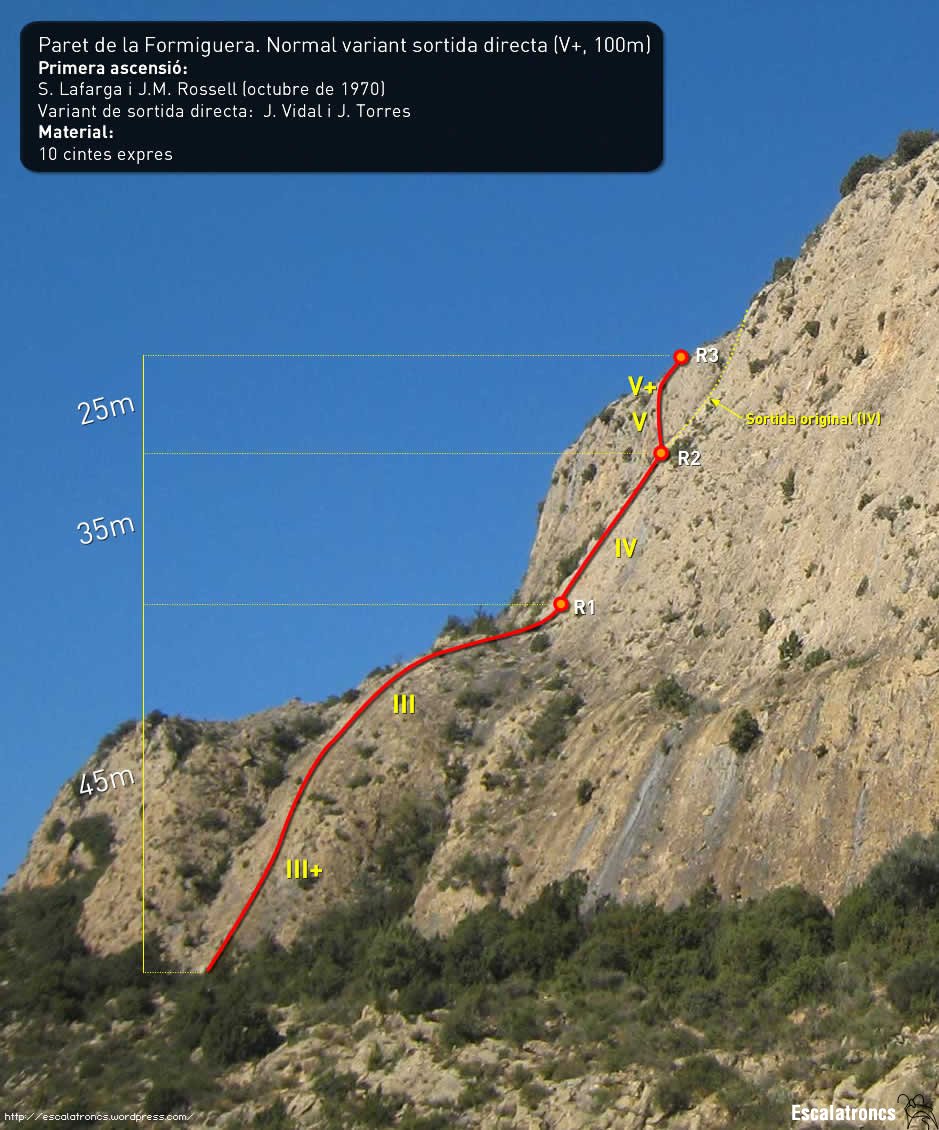 Paret de la Formiguera. Normal variant sortida directa (V+, 100m)
Primera ascensió:
S. Lafarga i J.M. Rossell (octubre de 1970)
Variant de sortida directa: J. Vidal i J. Torres
Material:
10 cintes expres
R3
V+
25m
V
Sortida original (IV)
R2
35m
IV
R1
III
45m
III+
http://escalatroncs.wordpress.com/
Escalatroncs